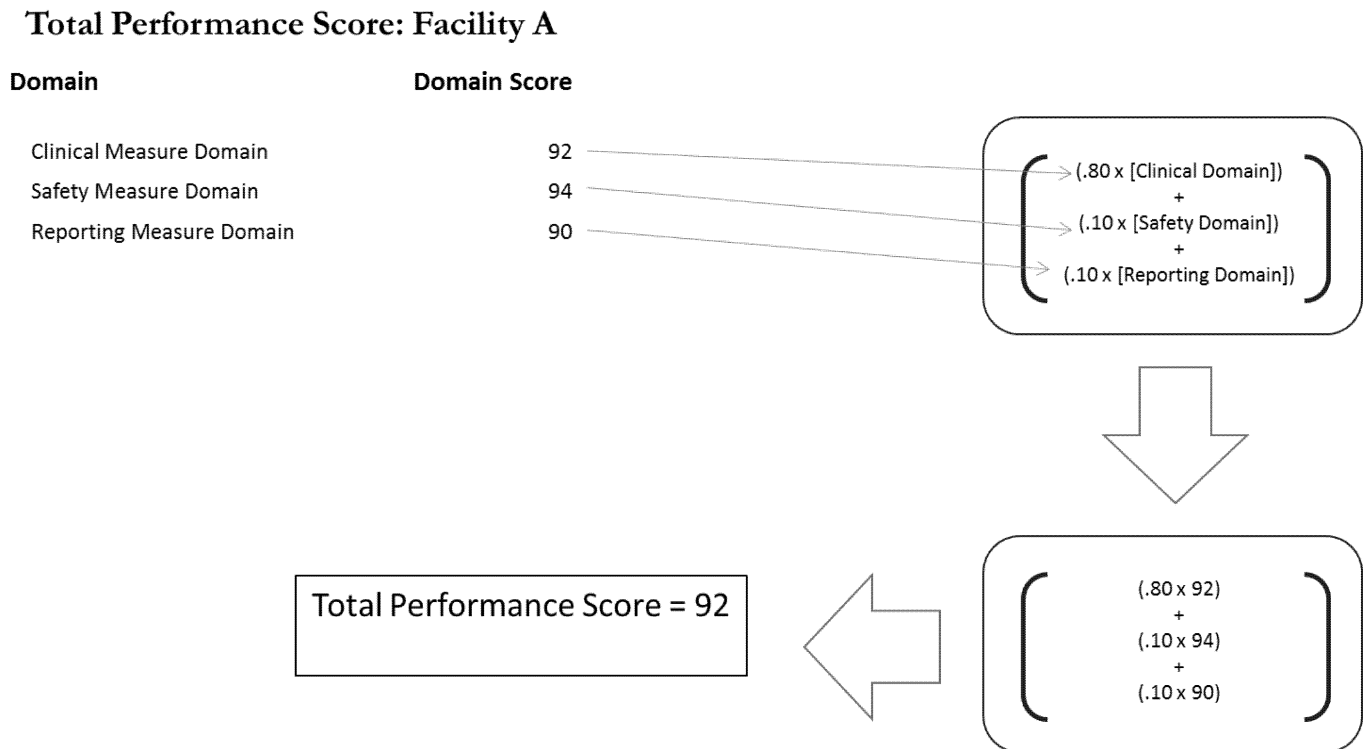 Total Performance Score: Facility A
Domain Domain Score
Clinical Measure Domain 92
Safety Measure Domain 94
Reporting Measure Domain 90
(.80 x [Clinical Domain])
+
(.10 x [Safety Domain])
+
(.10 x [Reporting Domain])
(.80 x 92)
+
(.10 x 94)
+
(.10 x 90)
Total Performance Score = 92